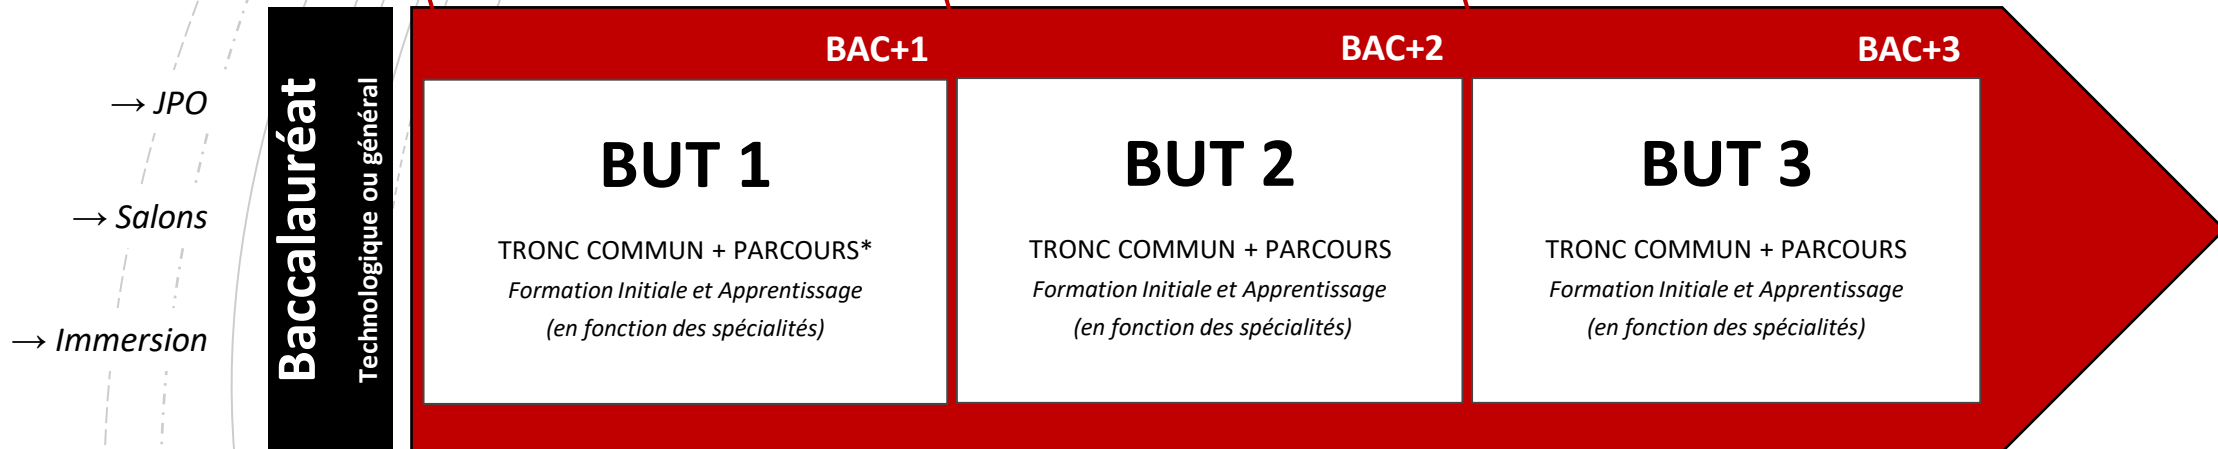 → JPO
→ Salons
→ Immersion
Baccalauréat
Technologique ou général
BAC+1
BUT 1
TRONC COMMUN + PARCOURS*
Formation Initiale et Apprentissage
(en fonction des spécialités)
BAC+2
BUT 2
TRONC COMMUN + PARCOURS
Formation Initiale et Apprentissage
(en fonction des spécialités)
BAC+3
BUT 3
TRONC COMMUN + PARCOURS
Formation Initiale et Apprentissage
(en fonction des spécialités)